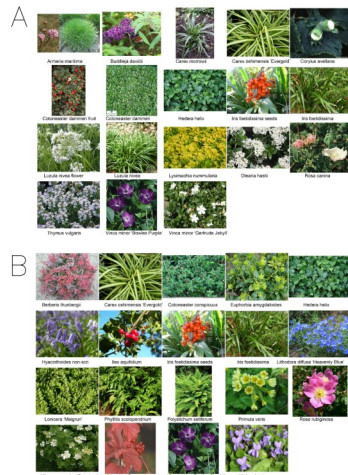 A
Armeria maritima Buddleja davidii Carex morrowii Carex oshimensis 'Evergold' Corylus avellana
Cotoneaster dammeri fruit Cotoneaster dammeri Hedera helix Iris foetidissima seeds Iris foetidissima
Luzula nivea flower Luzula nivea Lysimachia nummularia Olearia haastii Rosa canina
Thymus vulgaris Vinca minor 'Bowles Purple' Vinca minor 'Gertrude Jekyll'
B
Berberis thunbergii Carex oshimensis 'Evergold' Cotoneaster conspicuus Euphorbia amygdaloides Hedera helix
Hyacinthoides non-scripta Ilex aquifolium Iris foetidissima seeds Iris foetidissima Lithodora diffusa 'Heavenly Blue'
Lonicera 'Maigrun' Phyllitis scolopendrium Polystichum setiferum Primula veris Rosa rubiginosa